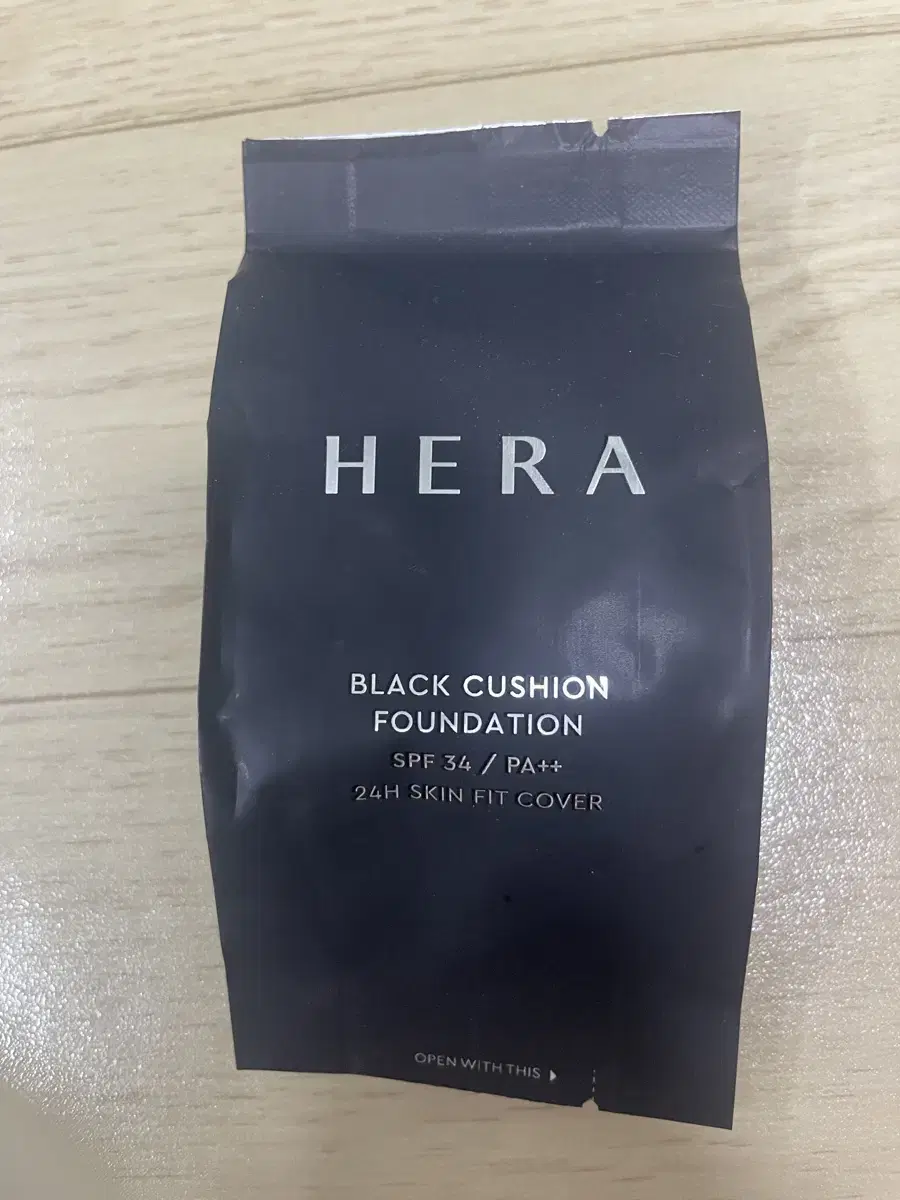 HERA
BLACK CUSHION
FOUNDATION
SPF 34 / PA++
24H SKIN FIT COVER
OPEN WITH THIS